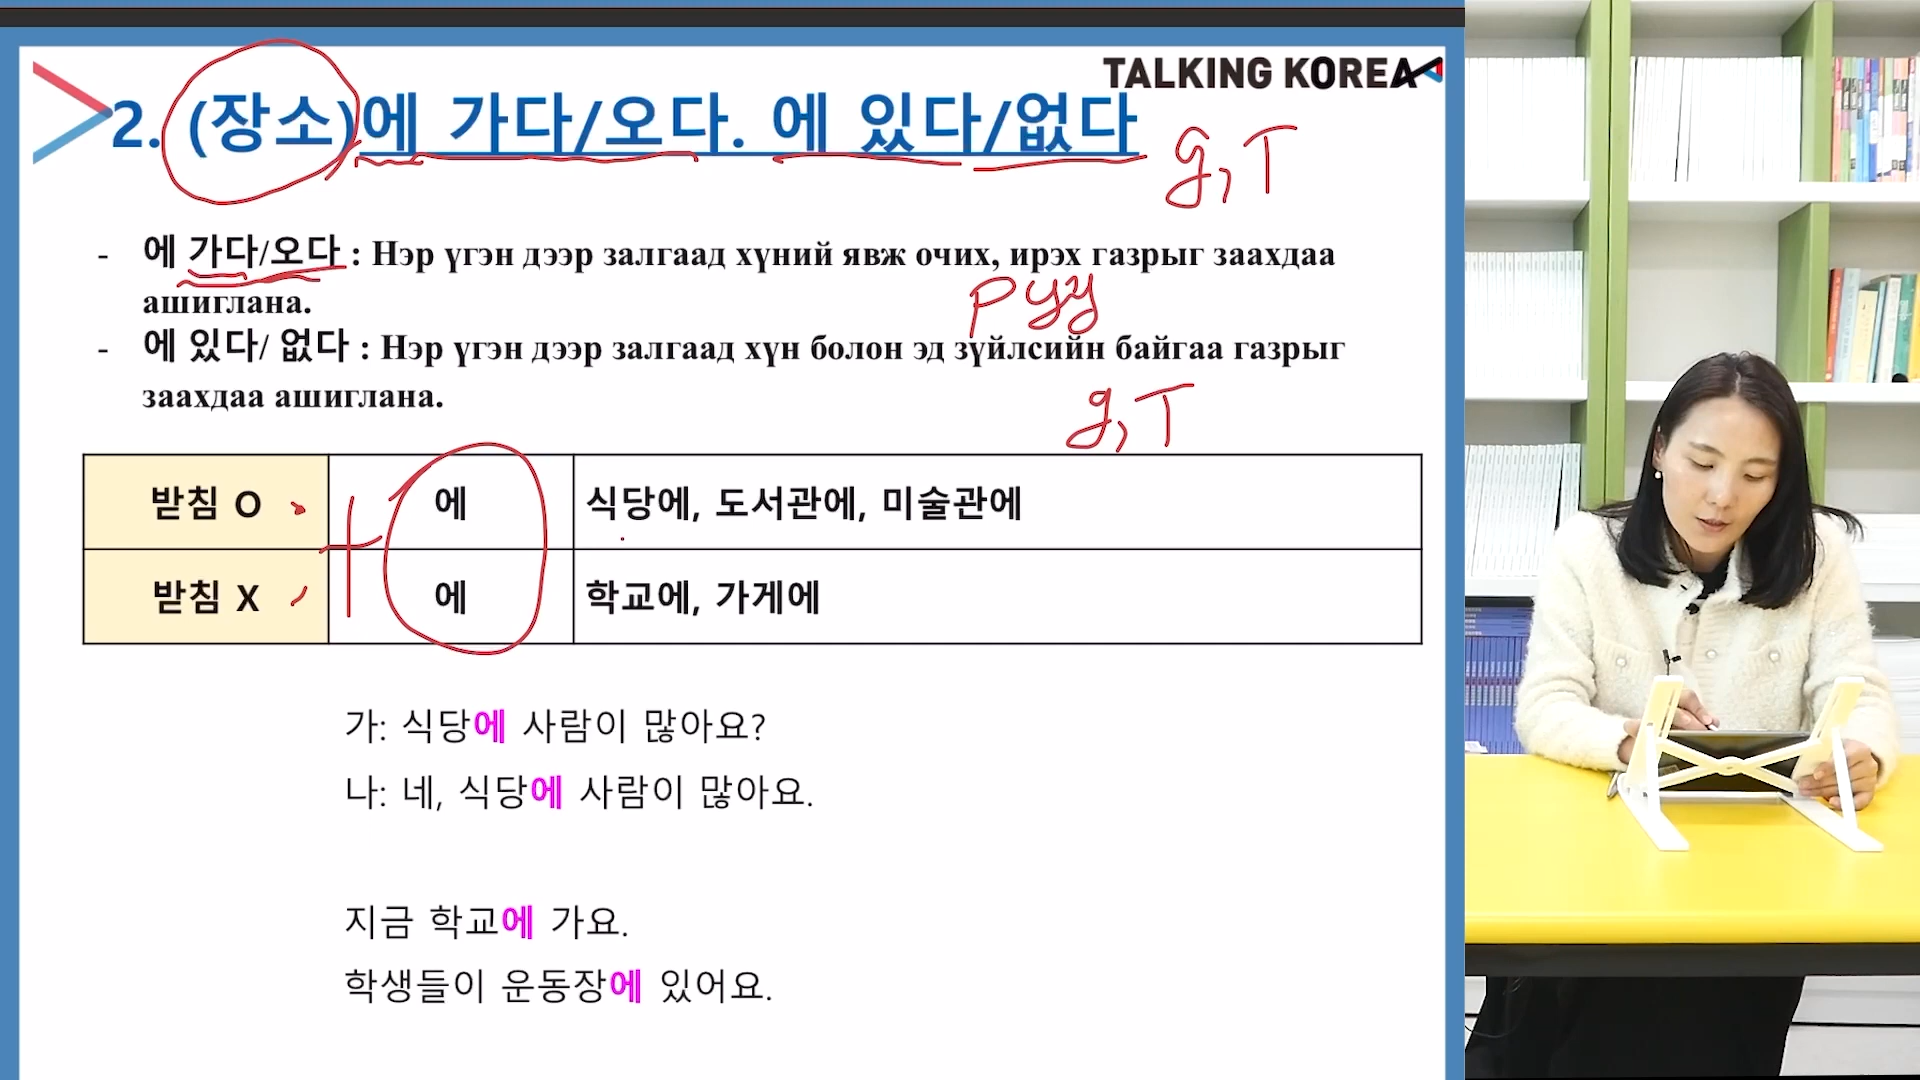 TALKING KOREA
2. (장소)에 가다/오다. 에 있다/없다
д, т
- 에 가다/오다 : Нэр үгэн дээр залгаад хүний явж очих, ирэх газрыг заахдаа
ашиглана.
руу
- 에 있다/ 없다 : Нэр үгэн дээр залгаад хүн болон эд зүйлсийн байгаа газрыг
заахдаа ашиглана.
д, т
받침 O 에 식당에, 도서관에, 미술관에
받침 X 에 학교에, 가게에
가: 식당에 사람이 많아요?
나: 네, 식당에 사람이 많아요.
지금 학교에 가요.
학생들이 운동장에 있어요.